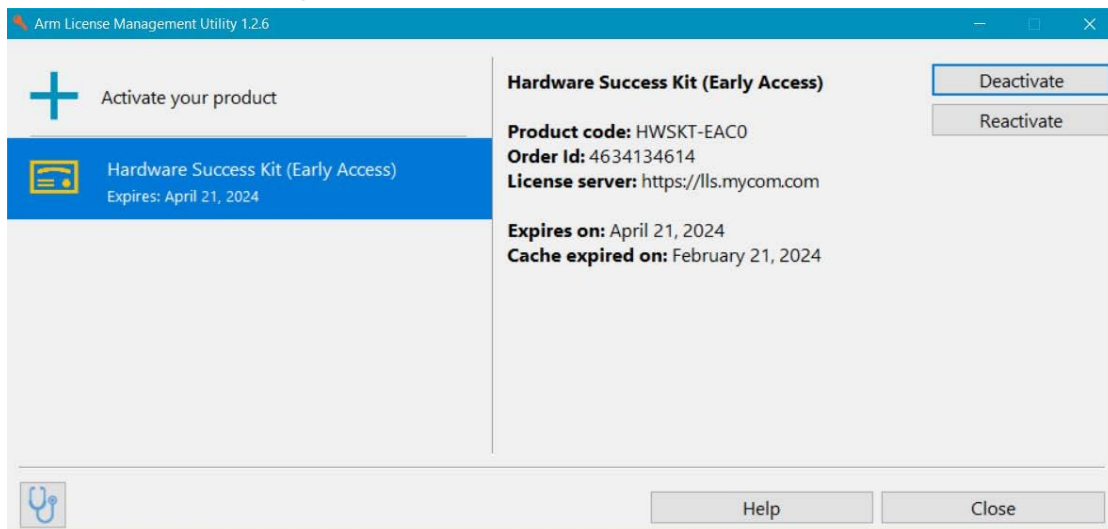 Arm License Management Utility 1.2.6
Activate your product
Hardware Success Kit (Early Access)
Expires: April 21, 2024
Hardware Success Kit (Early Access)
Product code: HWSKT-EAC0
Order Id: 4634134614
License server: https://lls.mycom.com
Expires on: April 21, 2024
Cache expired on: February 21, 2024
Deactivate
Reactivate
Help
Close